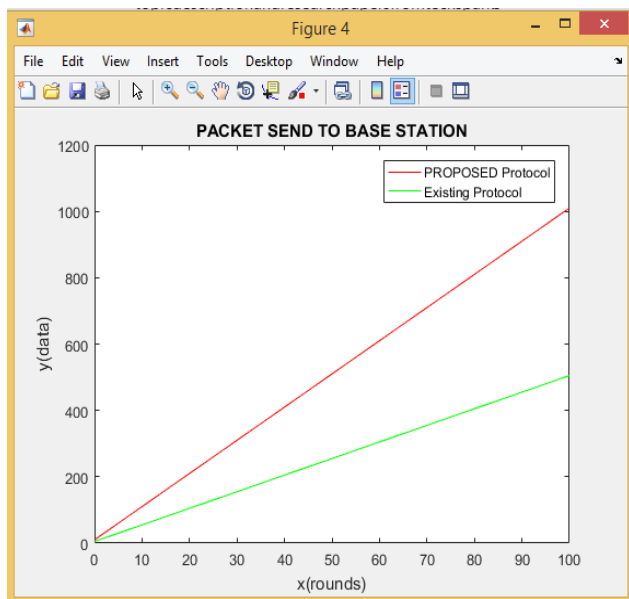 Figure 4
File Edit View Insert Tools Desktop Window Help
PACKET SEND TO BASE STATION
PROPOSED Protocol
Existing Protocol
1200
1000
800
600
400
200
0
y(data)
0 10 20 30 40 50 60 70 80 90 100
x(rounds)